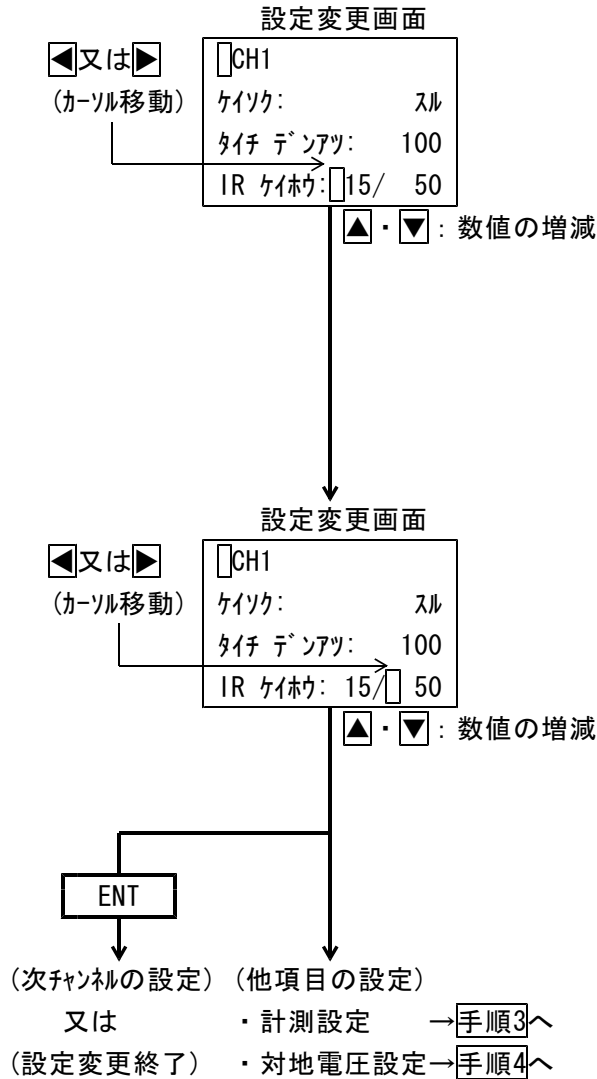 設定変更画面
◀又は▶
(ｶｰｿﾙ移動)
CH1
ｹｲｿｸ: ｽﾙ
ﾀｲﾁ ﾃﾞﾝｱﾂ: 100
IR ｹｲﾎｳ: 15/ 50
▲・▼：数値の増減
設定変更画面
◀又は▶
(ｶｰｿﾙ移動)
CH1
ｹｲｿｸ: ｽﾙ
ﾀｲﾁ ﾃﾞﾝｱﾂ: 100
IR ｹｲﾎｳ: 15/ 50
▲・▼：数値の増減
ENT
(次ﾁｬﾝﾈﾙの設定)
又は
(設定変更終了)
(他項目の設定)
・計測設定 →手順3へ
・対地電圧設定→手順4へ